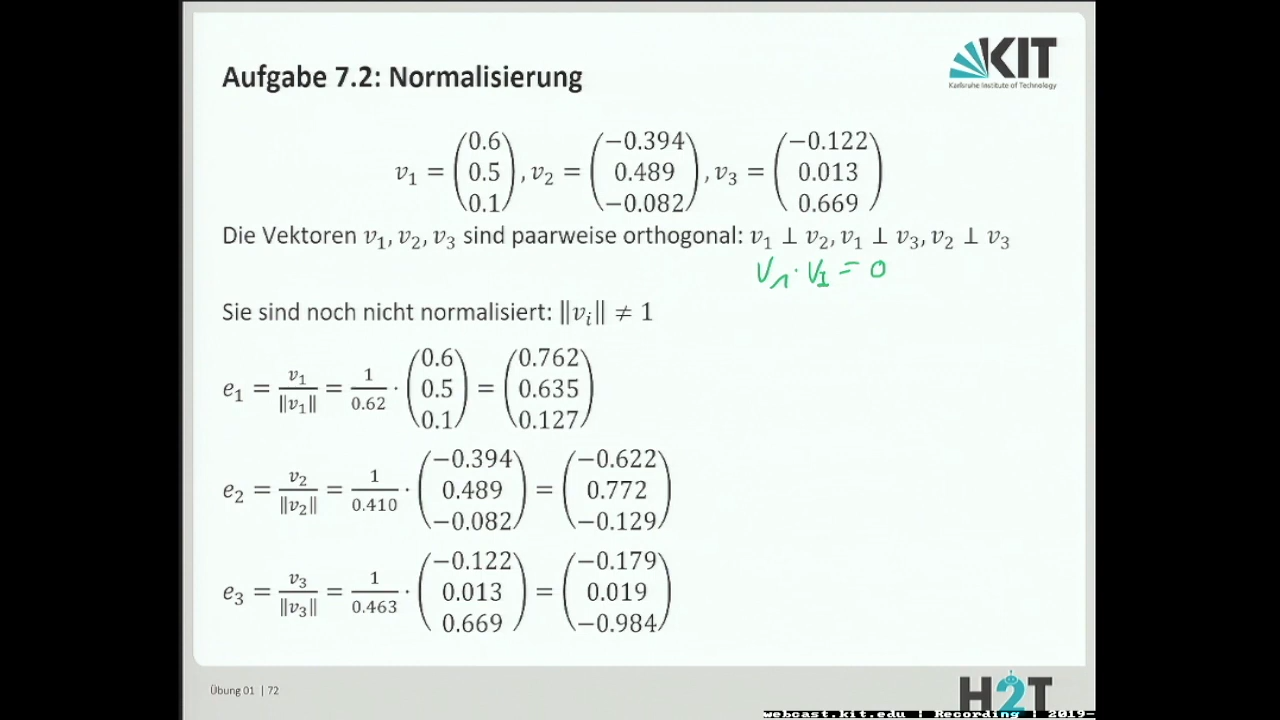 KIT
Karlsruhe Institute of Technology
Aufgabe 7.2: Normalisierung
v₁ = (0.6 0.5 0.1), v₂ = (−0.394 0.489 −0.082), v₃ = (−0.122 0.013 0.669)
Die Vektoren v₁, v₂, v₃ sind paarweise orthogonal: v₁ ⊥ v₂, v₁ ⊥ v₃, v₂ ⊥ v₃
v₁ · v₂ = 0
Sie sind noch nicht normalisiert: ‖vᵢ‖ ≠ 1
e₁ = v₁/‖v₁‖ = 1/0.62 · (0.6 0.5 0.1) = (0.762 0.635 0.127)
e₂ = v₂/‖v₂‖ = 1/0.410 · (−0.394 0.489 −0.082) = (−0.622 0.772 −0.129)
e₃ = v₃/‖v₃‖ = 1/0.463 · (−0.122 0.013 0.669) = (−0.179 0.019 −0.984)
Übung 01 | 72
H2T
webcast.kit.edu | Recording | 2019-